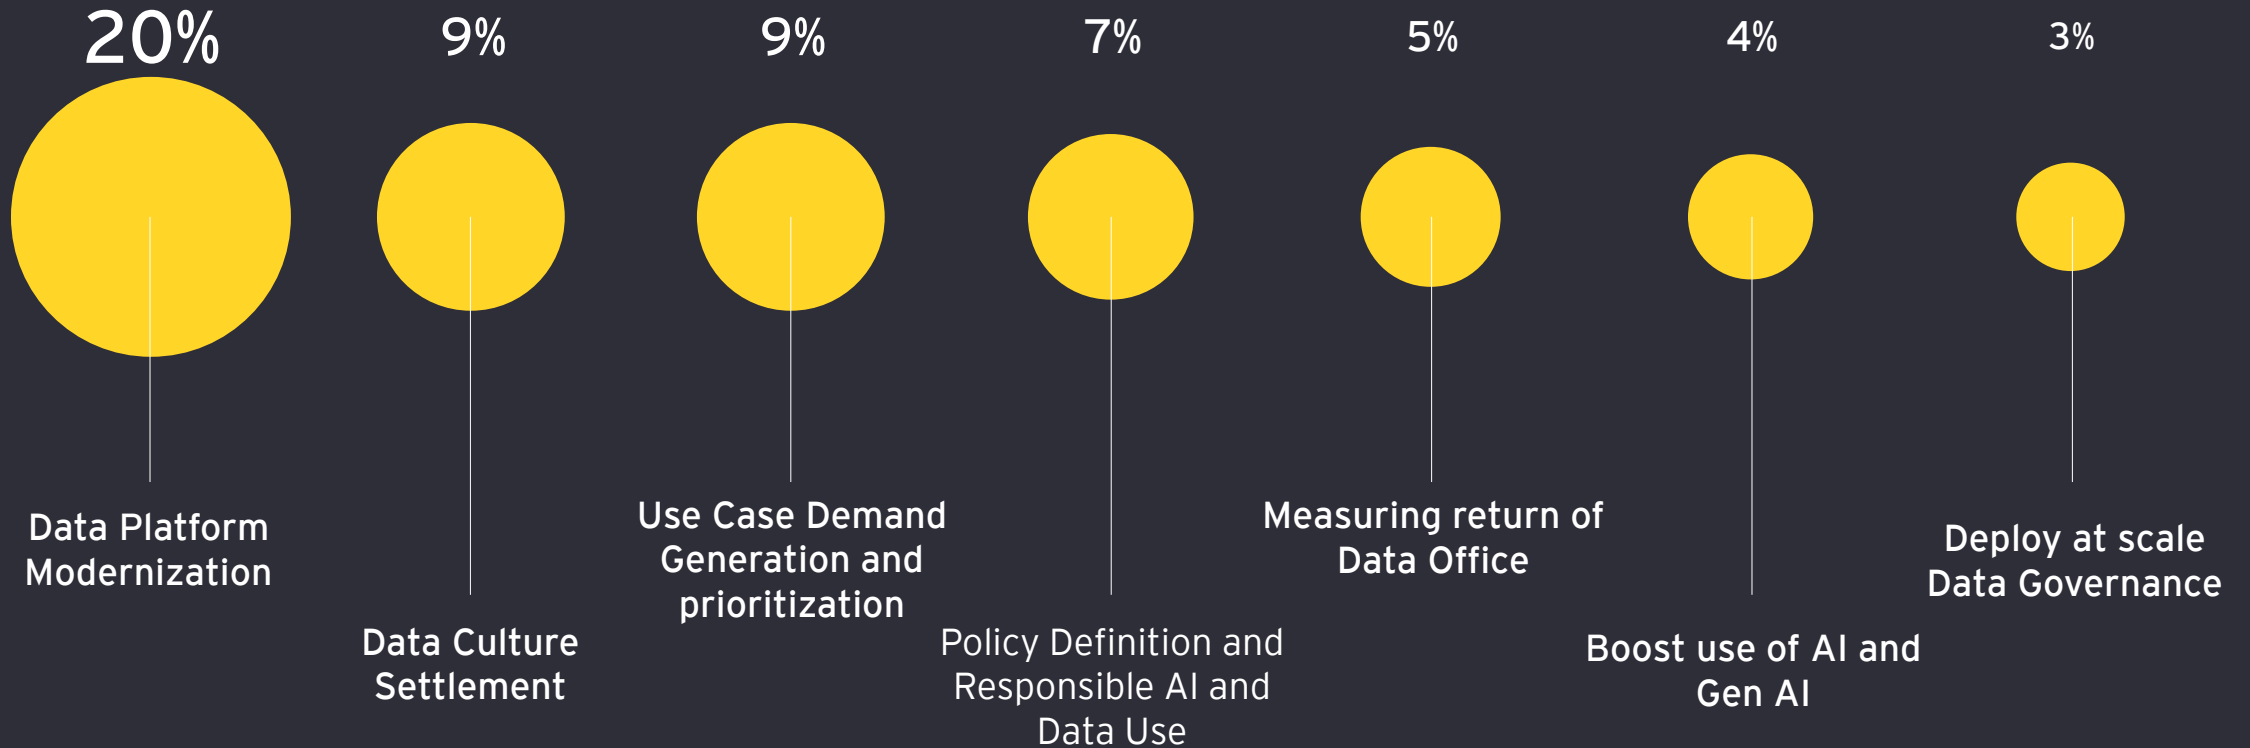 20%
9%
9%
7%
5%
4%
3%
Data Platform
Modernization
Data Culture
Settlement
Use Case Demand
Generation and
prioritization
Policy Definition and
Responsible AI and
Data Use
Measuring return of
Data Office
Boost use of AI and
Gen AI
Deploy at scale
Data Governance